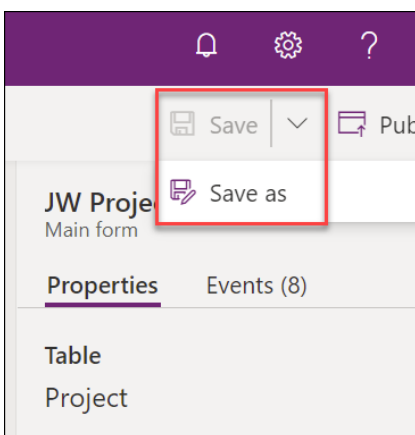 Save
Pub
Save as
JW Proje
Main form
Properties
Events (8)
Table
Project